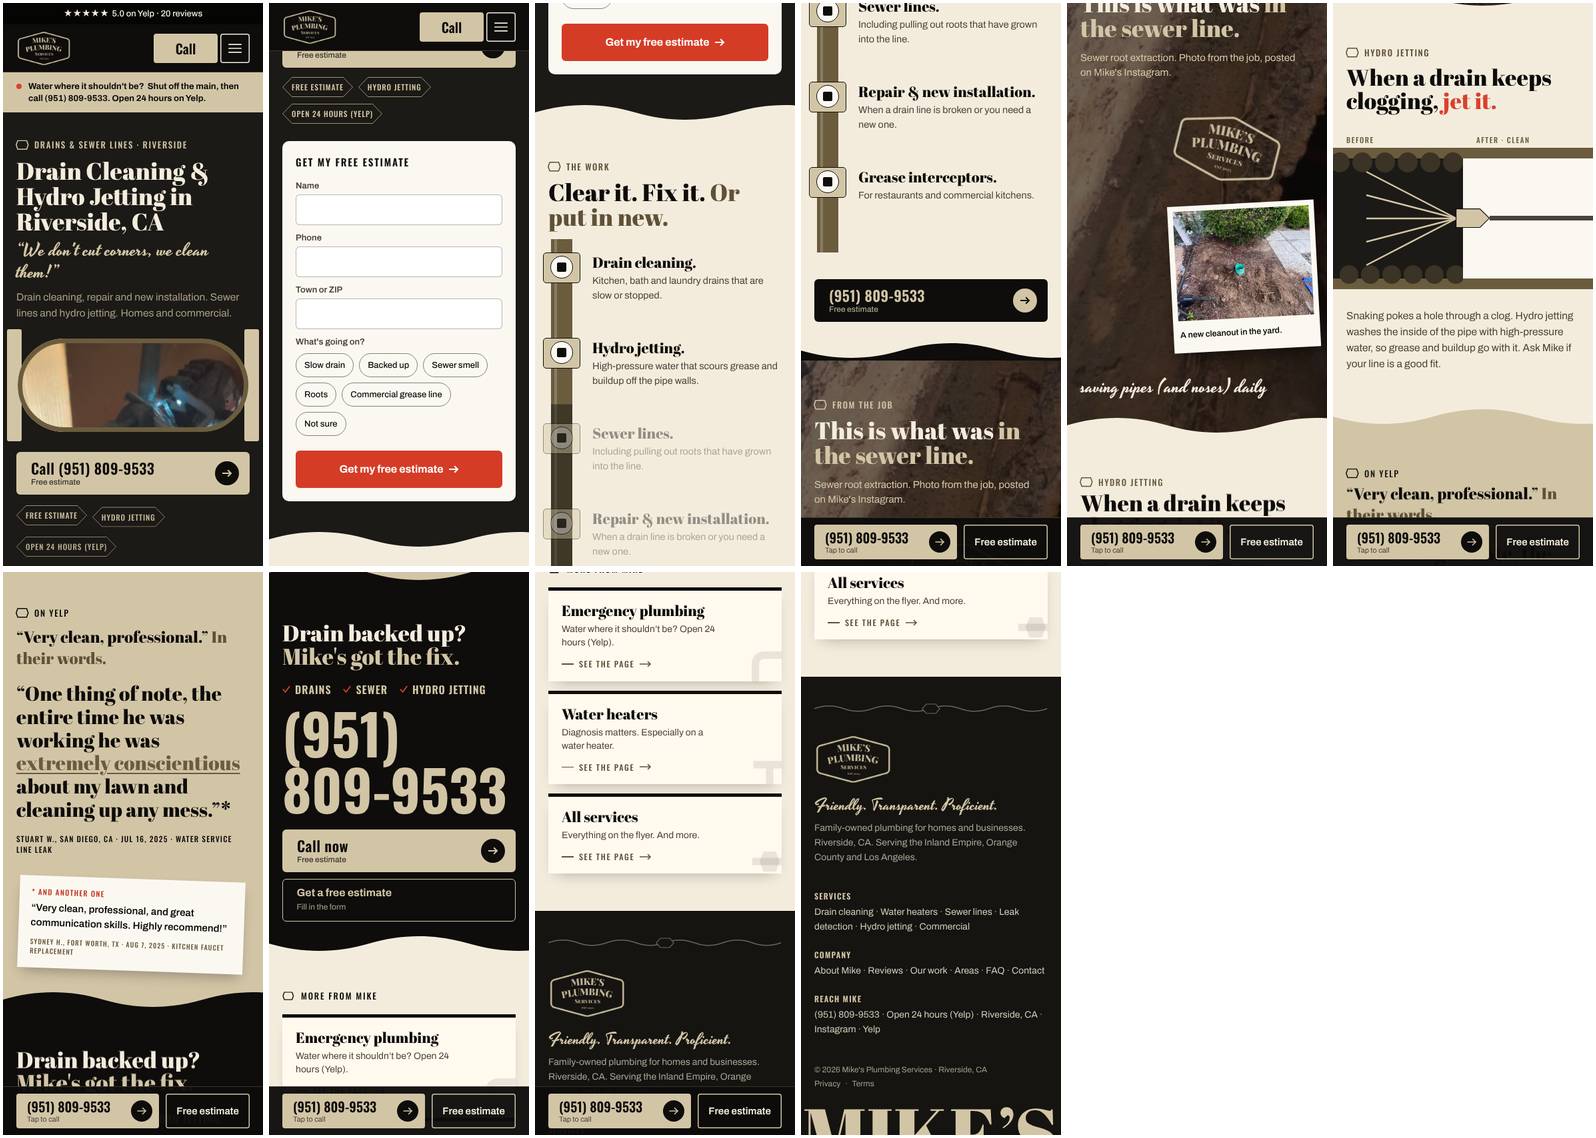 ★★★★★ 5.0 on Yelp · 20 reviews
MIKE'S
PLUMBING
SERVICES
Call
Water where it shouldn't be? Shut off the main, then
call (951) 809-9533. Open 24 hours on Yelp.
DRAINS & SEWER LINES · RIVERSIDE
Drain Cleaning &
Hydro Jetting in
Riverside, CA
“We don't cut corners, we clean
them!”
Drain cleaning, repair and new installation. Sewer
lines and hydro jetting. Homes and commercial.
Call (951) 809-9533
Free estimate
FREE ESTIMATE
HYDRO JETTING
OPEN 24 HOURS (YELP)
MIKE'S
PLUMBING
SERVICES
Call
Free estimate
FREE ESTIMATE
HYDRO JETTING
OPEN 24 HOURS (YELP)
GET MY FREE ESTIMATE
Name
Phone
Town or ZIP
What's going on?
Slow drain
Backed up
Sewer smell
Roots
Commercial grease line
Not sure
Get my free estimate →
Get my free estimate →
THE WORK
Clear it. Fix it. Or
put in new.
Drain cleaning.
Kitchen, bath and laundry drains that are
slow or stopped.
Hydro jetting.
High-pressure water that scours grease and
buildup off the pipe walls.
Sewer lines.
Including pulling out roots that have grown
into the line.
Repair & new installation.
When a drain line is broken or you need a
new one.
Sewer lines.
Including pulling out roots that have grown
into the line.
Repair & new installation.
When a drain line is broken or you need a
new one.
Grease interceptors.
For restaurants and commercial kitchens.
(951) 809-9533
Free estimate
FROM THE JOB
This is what was in
the sewer line.
Sewer root extraction. Photo from the job, posted
on Mike's Instagram.
(951) 809-9533
Tap to call
Free estimate
This is what was in
the sewer line.
Sewer root extraction. Photo from the job, posted
on Mike's Instagram.
MIKE'S
PLUMBING
SERVICES
A new cleanout in the yard.
saving pipes (and noses) daily
HYDRO JETTING
When a drain keeps
(951) 809-9533
Tap to call
Free estimate
HYDRO JETTING
When a drain keeps
clogging, jet it.
BEFORE
AFTER · CLEAN
Snaking pokes a hole through a clog. Hydro jetting
washes the inside of the pipe with high-pressure
water, so grease and buildup go with it. Ask Mike if
your line is a good fit.
ON YELP
“Very clean, professional.” In
their words.
(951) 809-9533
Tap to call
Free estimate
ON YELP
“Very clean, professional.” In
their words.
“One thing of note, the
entire time he was
working he was
extremely conscientious
about my lawn and
cleaning up any mess.”*
STUART W., SAN DIEGO, CA · JUL 16, 2025 · WATER SERVICE
LINE LEAK
* AND ANOTHER ONE
“Very clean, professional, and great
communication skills. Highly recommend!”
SYDNEY H., FORT WORTH, TX · AUG 7, 2025 · KITCHEN FAUCET
REPLACEMENT
Drain backed up?
Mike's got the fix.
(951) 809-9533
Tap to call
Free estimate
Drain backed up?
Mike's got the fix.
DRAINS
SEWER
HYDRO JETTING
(951)
809-9533
Call now
Free estimate
Get a free estimate
Fill in the form
MORE FROM MIKE
Emergency plumbing
Water where it shouldn't be? Open 24
hours (Yelp).
(951) 809-9533
Tap to call
Free estimate
Emergency plumbing
Water where it shouldn't be? Open 24
hours (Yelp).
SEE THE PAGE →
Water heaters
Diagnosis matters. Especially on a
water heater.
SEE THE PAGE →
All services
Everything on the flyer. And more.
SEE THE PAGE →
MIKE'S
PLUMBING
SERVICES
Friendly. Transparent. Proficient.
Family-owned plumbing for homes and businesses.
Riverside, CA. Serving the Inland Empire, Orange
(951) 809-9533
Tap to call
Free estimate
All services
Everything on the flyer. And more.
SEE THE PAGE →
MIKE'S
PLUMBING
SERVICES
Friendly. Transparent. Proficient.
Family-owned plumbing for homes and businesses.
Riverside, CA. Serving the Inland Empire, Orange
County and Los Angeles.
SERVICES
Drain cleaning · Water heaters · Sewer lines · Leak
detection · Hydro jetting · Commercial
COMPANY
About Mike · Reviews · Our work · Areas · FAQ · Contact
REACH MIKE
(951) 809-9533 · Open 24 hours (Yelp) · Riverside, CA ·
Instagram · Yelp
© 2026 Mike's Plumbing Services · Riverside, CA
Privacy · Terms
MIKE'S